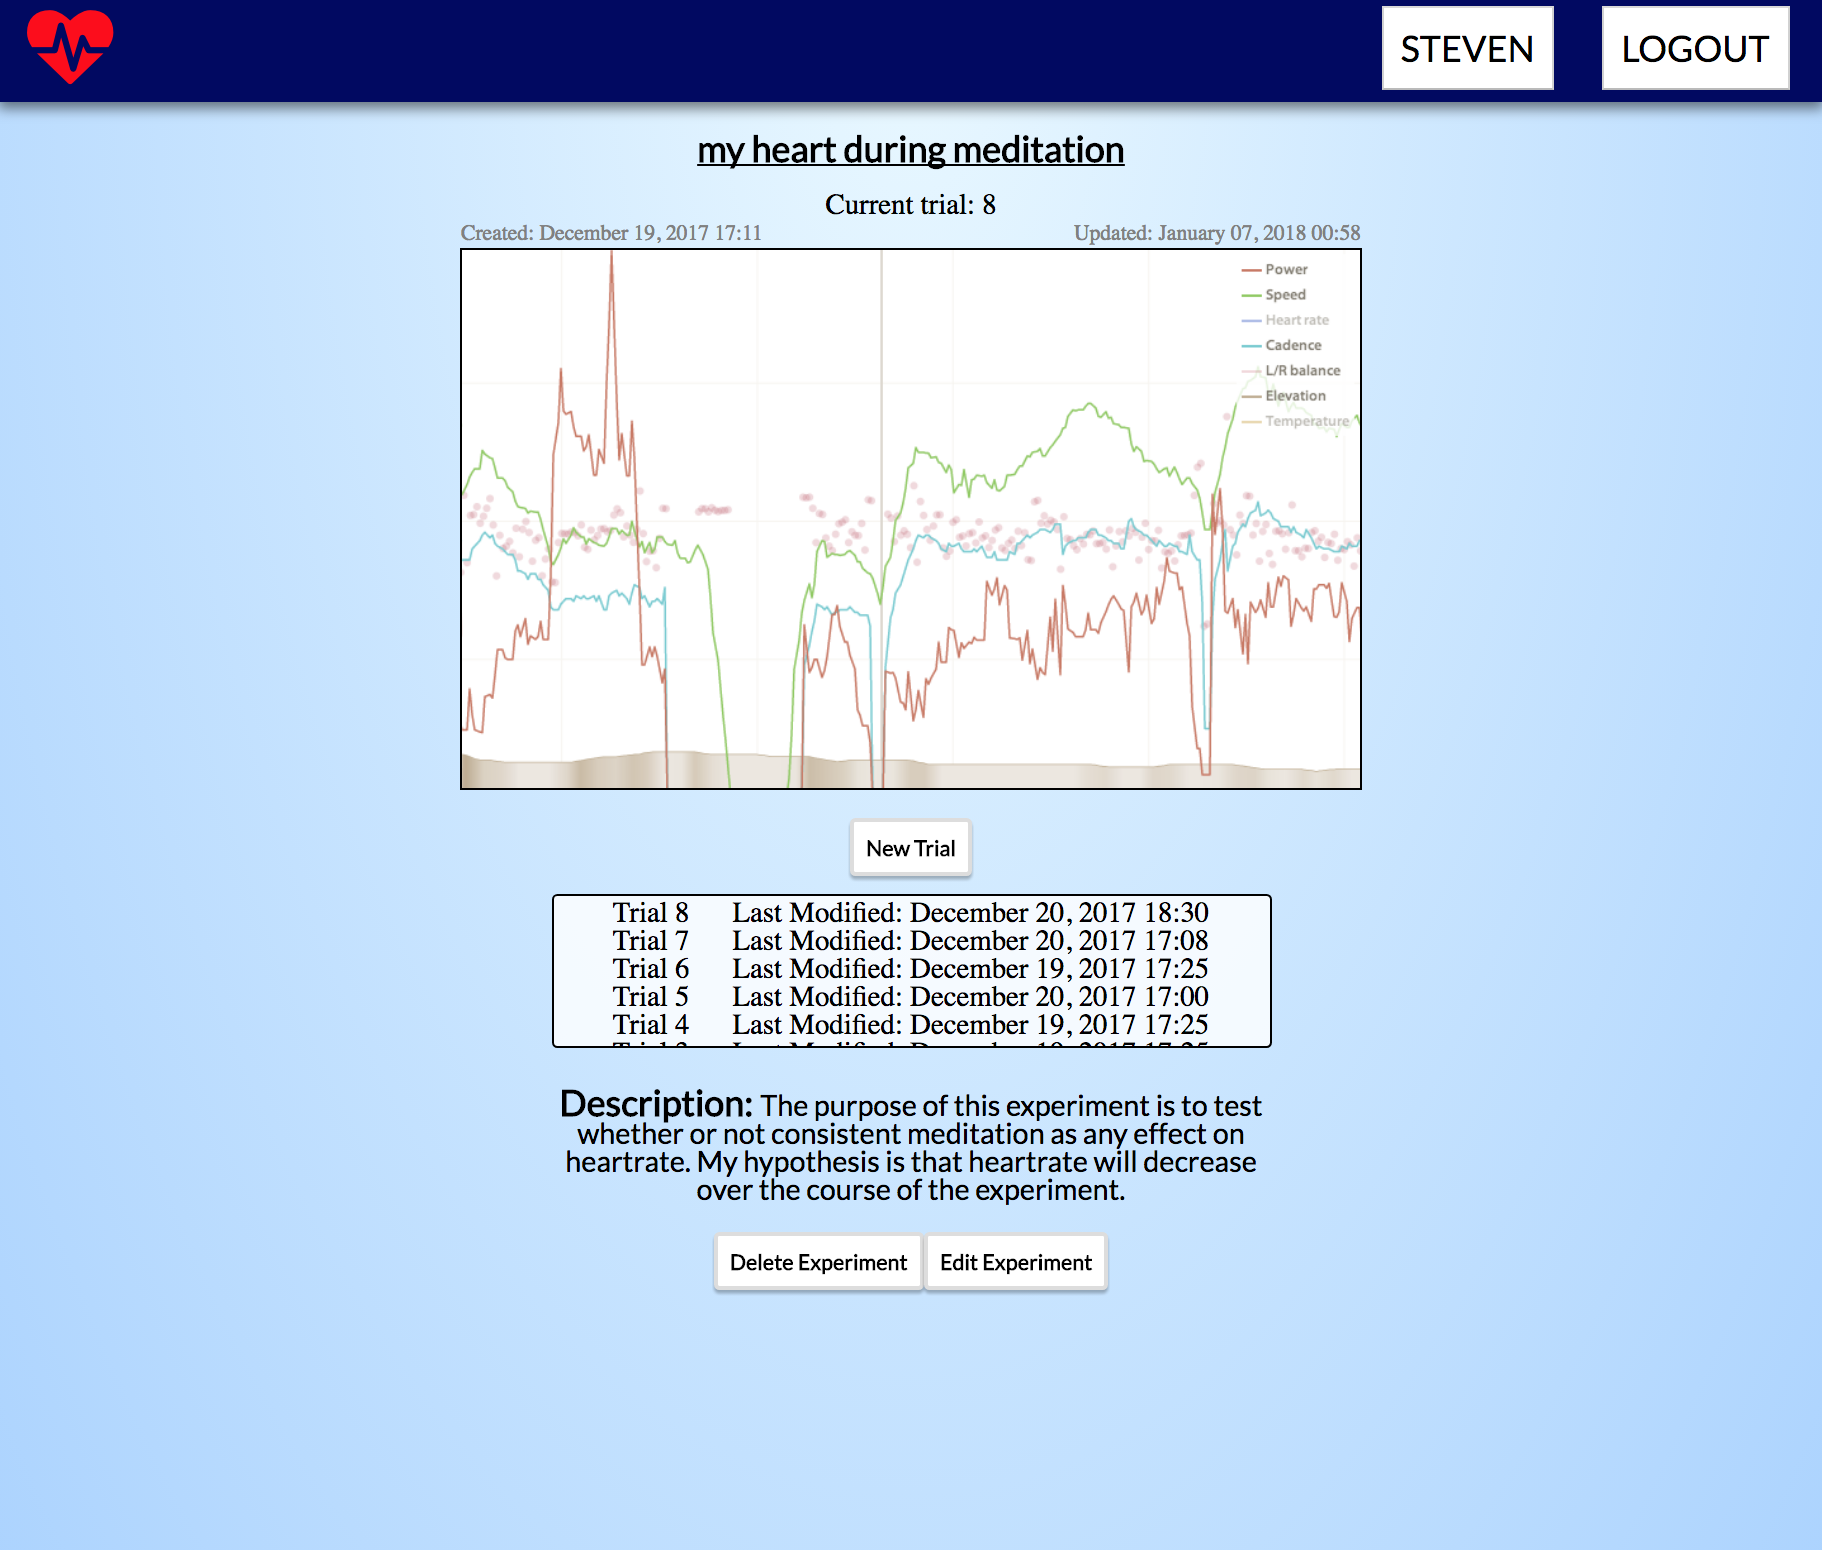 STEVEN
LOGOUT
my heart during meditation
Current trial: 8
Created: December 19, 2017 17:11
Updated: January 07, 2018 00:58
Power
Speed
Heart rate
Cadence
L/R balance
Elevation
Temperature
New Trial
Trial 8 Last Modified: December 20, 2017 18:30
Trial 7 Last Modified: December 20, 2017 17:08
Trial 6 Last Modified: December 19, 2017 17:25
Trial 5 Last Modified: December 20, 2017 17:00
Trial 4 Last Modified: December 19, 2017 17:25
Description: The purpose of this experiment is to test
whether or not consistent meditation as any effect on
heartrate. My hypothesis is that heartrate will decrease
over the course of the experiment.
Delete Experiment
Edit Experiment